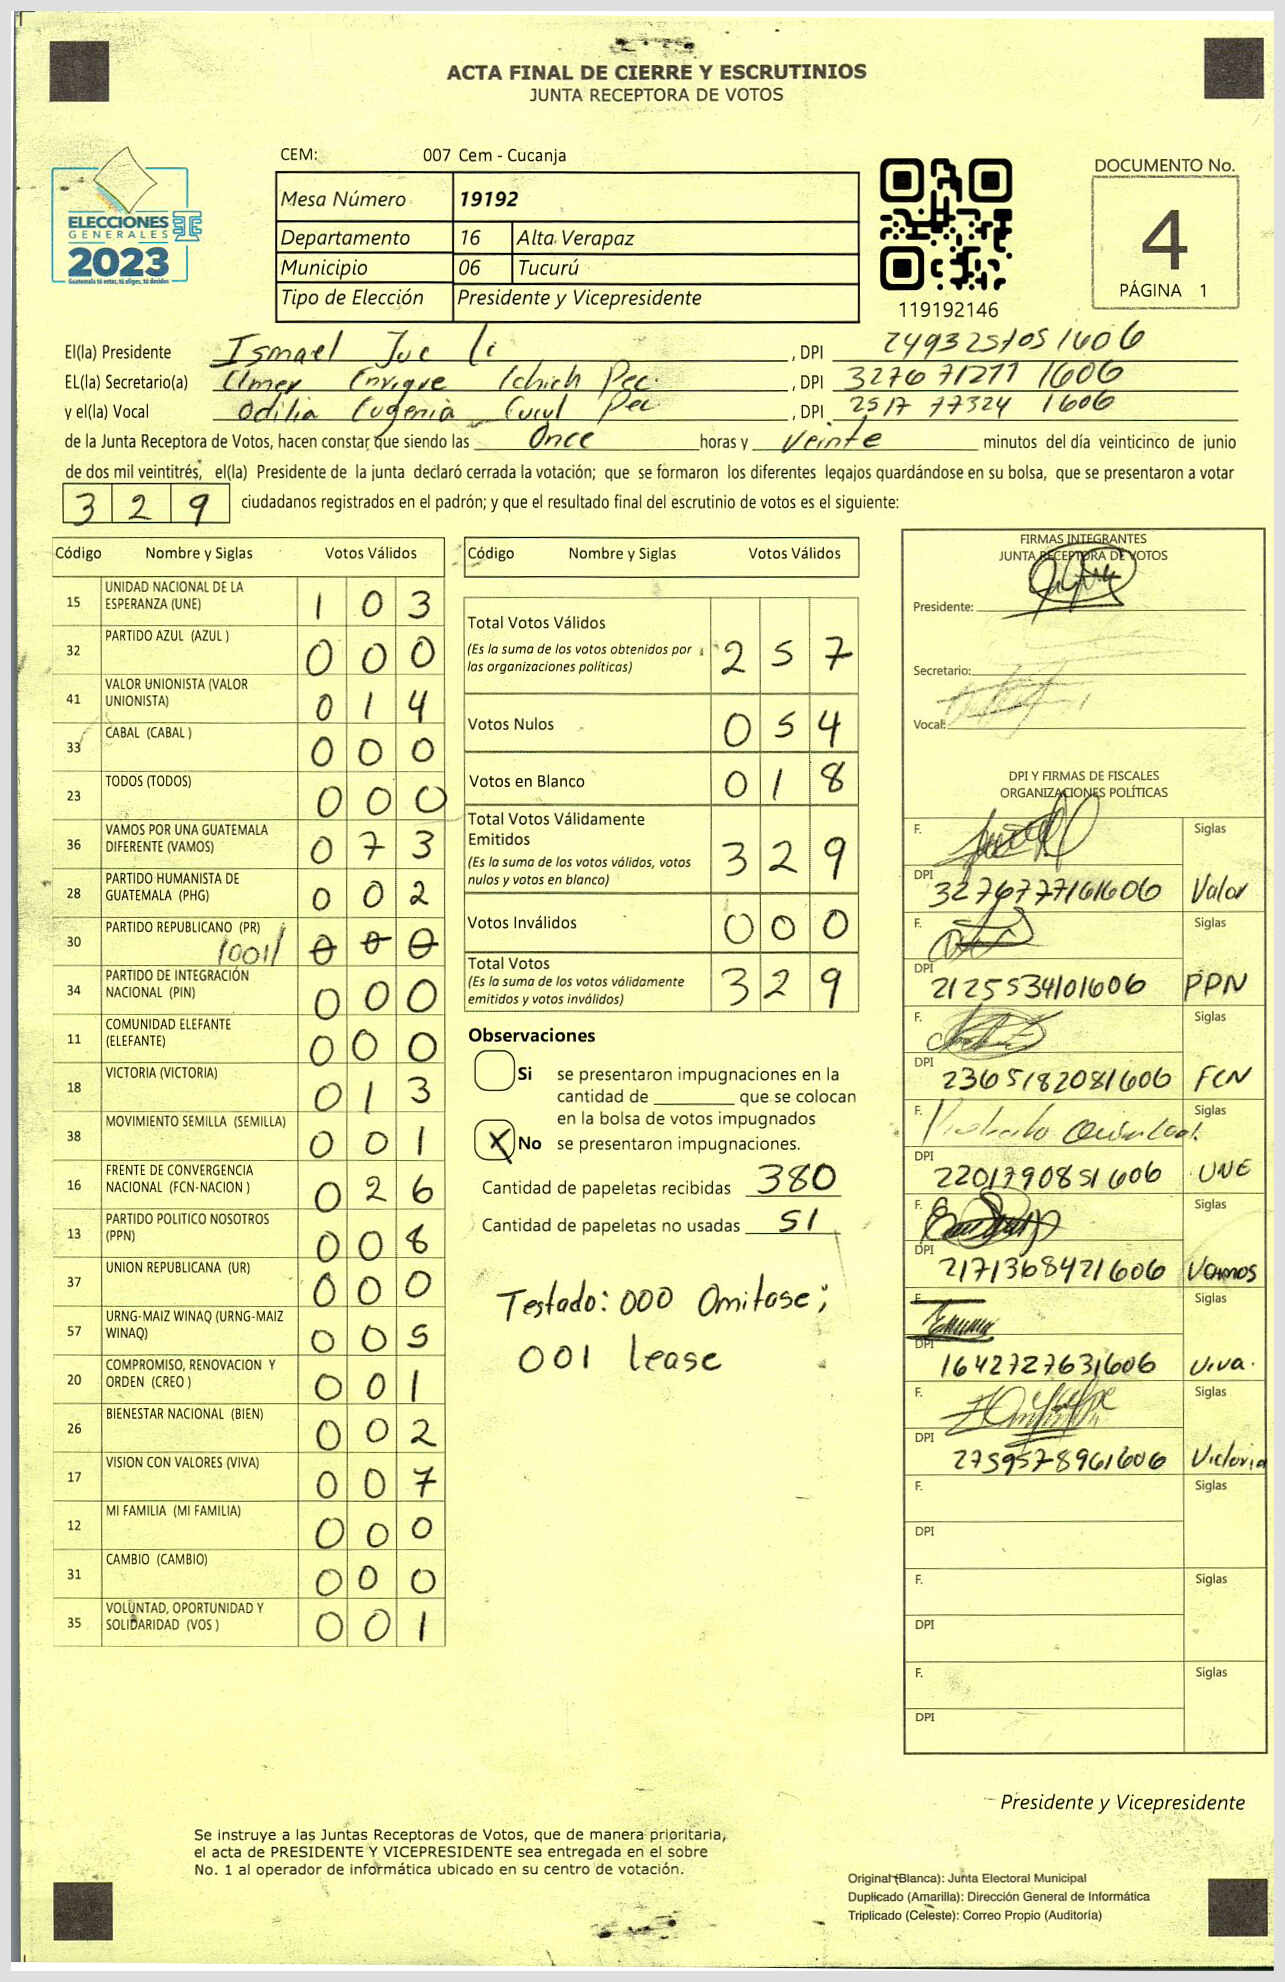 ACTA FINAL DE CIERRE Y ESCRUTINIOS
JUNTA RECEPTORA DE VOTOS
CEM: 007 Cem - Cucanja
ELECCIONES
GENERALES
2023
Guatemala tú votas, tú eliges, tú decides
Mesa Número 19192
Departamento 16 Alta Verapaz
Municipio 06 Tucurú
Tipo de Elección Presidente y Vicepresidente
119192146
DOCUMENTO No.
4
PÁGINA 1
El(la) Presidente Ismael Juc , DPI
EL(la) Secretario(a) Elmer Enrique Ichich Pec. , DPI 3276 71271 1606
y el(la) Vocal Odilia Eugenia Cucul Pec. , DPI 2517 77324 1606
de la Junta Receptora de Votos, hacen constar que siendo las Once horas y veinte minutos del día veinticinco de junio
de dos mil veintitrés, el(la) Presidente de la junta declaró cerrada la votación; que se formaron los diferentes legajos quardándose en su bolsa, que se presentaron a votar
329 ciudadanos registrados en el padrón; y que el resultado final del escrutinio de votos es el siguiente:
Código Nombre y Siglas Votos Válidos
15 UNIDAD NACIONAL DE LA ESPERANZA (UNE) 1 0 3
32 PARTIDO AZUL (AZUL ) 0 0 0
41 VALOR UNIONISTA (VALOR UNIONISTA) 0 1 4
33 CABAL (CABAL ) 0 0 0
23 TODOS (TODOS) 0 0 0
36 VAMOS POR UNA GUATEMALA DIFERENTE (VAMOS) 0 7 3
28 PARTIDO HUMANISTA DE GUATEMALA (PHG) 0 0 2
30 PARTIDO REPUBLICANO (PR) /001/ 0 0 0
34 PARTIDO DE INTEGRACIÓN NACIONAL (PIN) 0 0 0
11 COMUNIDAD ELEFANTE (ELEFANTE) 0 0 0
18 VICTORIA (VICTORIA) 0 1 3
38 MOVIMIENTO SEMILLA (SEMILLA) 0 0 1
16 FRENTE DE CONVERGENCIA NACIONAL (FCN-NACION ) 0 2 6
13 PARTIDO POLITICO NOSOTROS (PPN) 0 0 8
37 UNION REPUBLICANA (UR) 0 0 0
57 URNG-MAIZ WINAQ (URNG-MAIZ WINAQ) 0 0 5
20 COMPROMISO, RENOVACION Y ORDEN (CREO ) 0 0 1
26 BIENESTAR NACIONAL (BIEN) 0 0 2
17 VISION CON VALORES (VIVA) 0 0 7
12 MI FAMILIA (MI FAMILIA) 0 0 0
31 CAMBIO (CAMBIO) 0 0 0
35 VOLUNTAD, OPORTUNIDAD Y SOLIDARIDAD (VOS ) 0 0 1
Código Nombre y Siglas Votos Válidos
Total Votos Válidos 2 5 7
(Es la suma de los votos obtenidos por
las organizaciones políticas)
Votos Nulos 0 5 4
Votos en Blanco 0 1 8
Total Votos Válidamente
Emitidos 3 2 9
(Es la suma de los votos válidos, votos
nulos y votos en blanco)
Votos Inválidos 0 0 0
Total Votos 3 2 9
(Es la suma de los votos válidamente
emitidos y votos inválidos)
Observaciones
Si se presentaron impugnaciones en la
cantidad de ________ que se colocan
en la bolsa de votos impugnados
X No se presentaron impugnaciones.
Cantidad de papeletas recibidas 380
Cantidad de papeletas no usadas 51
Testado: 000 Omitase;
001 lease
FIRMAS INTEGRANTES
JUNTA RECEPTORA DE VOTOS
Presidente:
Secretario:
Vocal:
DPI Y FIRMAS DE FISCALES
ORGANIZACIONES POLÍTICAS
F. Siglas
DPI 3276777161606 Valor
F. Siglas
DPI 2125534101606 PPN
F. Siglas
DPI 2365182081606 FCN
F. Siglas
DPI 2201790851606 UNE
F. Siglas
DPI 2171368421606 Vamos
F. Siglas
DPI 1642727631606 Viva.
F. Siglas
DPI 2759578961606 Victoria
F. Siglas
DPI
F. Siglas
DPI
F. Siglas
DPI
Presidente y Vicepresidente
Se instruye a las Juntas Receptoras de Votos, que de manera prioritaria,
el acta de PRESIDENTE Y VICEPRESIDENTE sea entregada en el sobre
No. 1 al operador de informática ubicado en su centro de votación.
Original (Blanca): Junta Electoral Municipal
Duplicado (Amarilla): Dirección General de Informática
Triplicado (Celeste): Correo Propio (Auditoría)